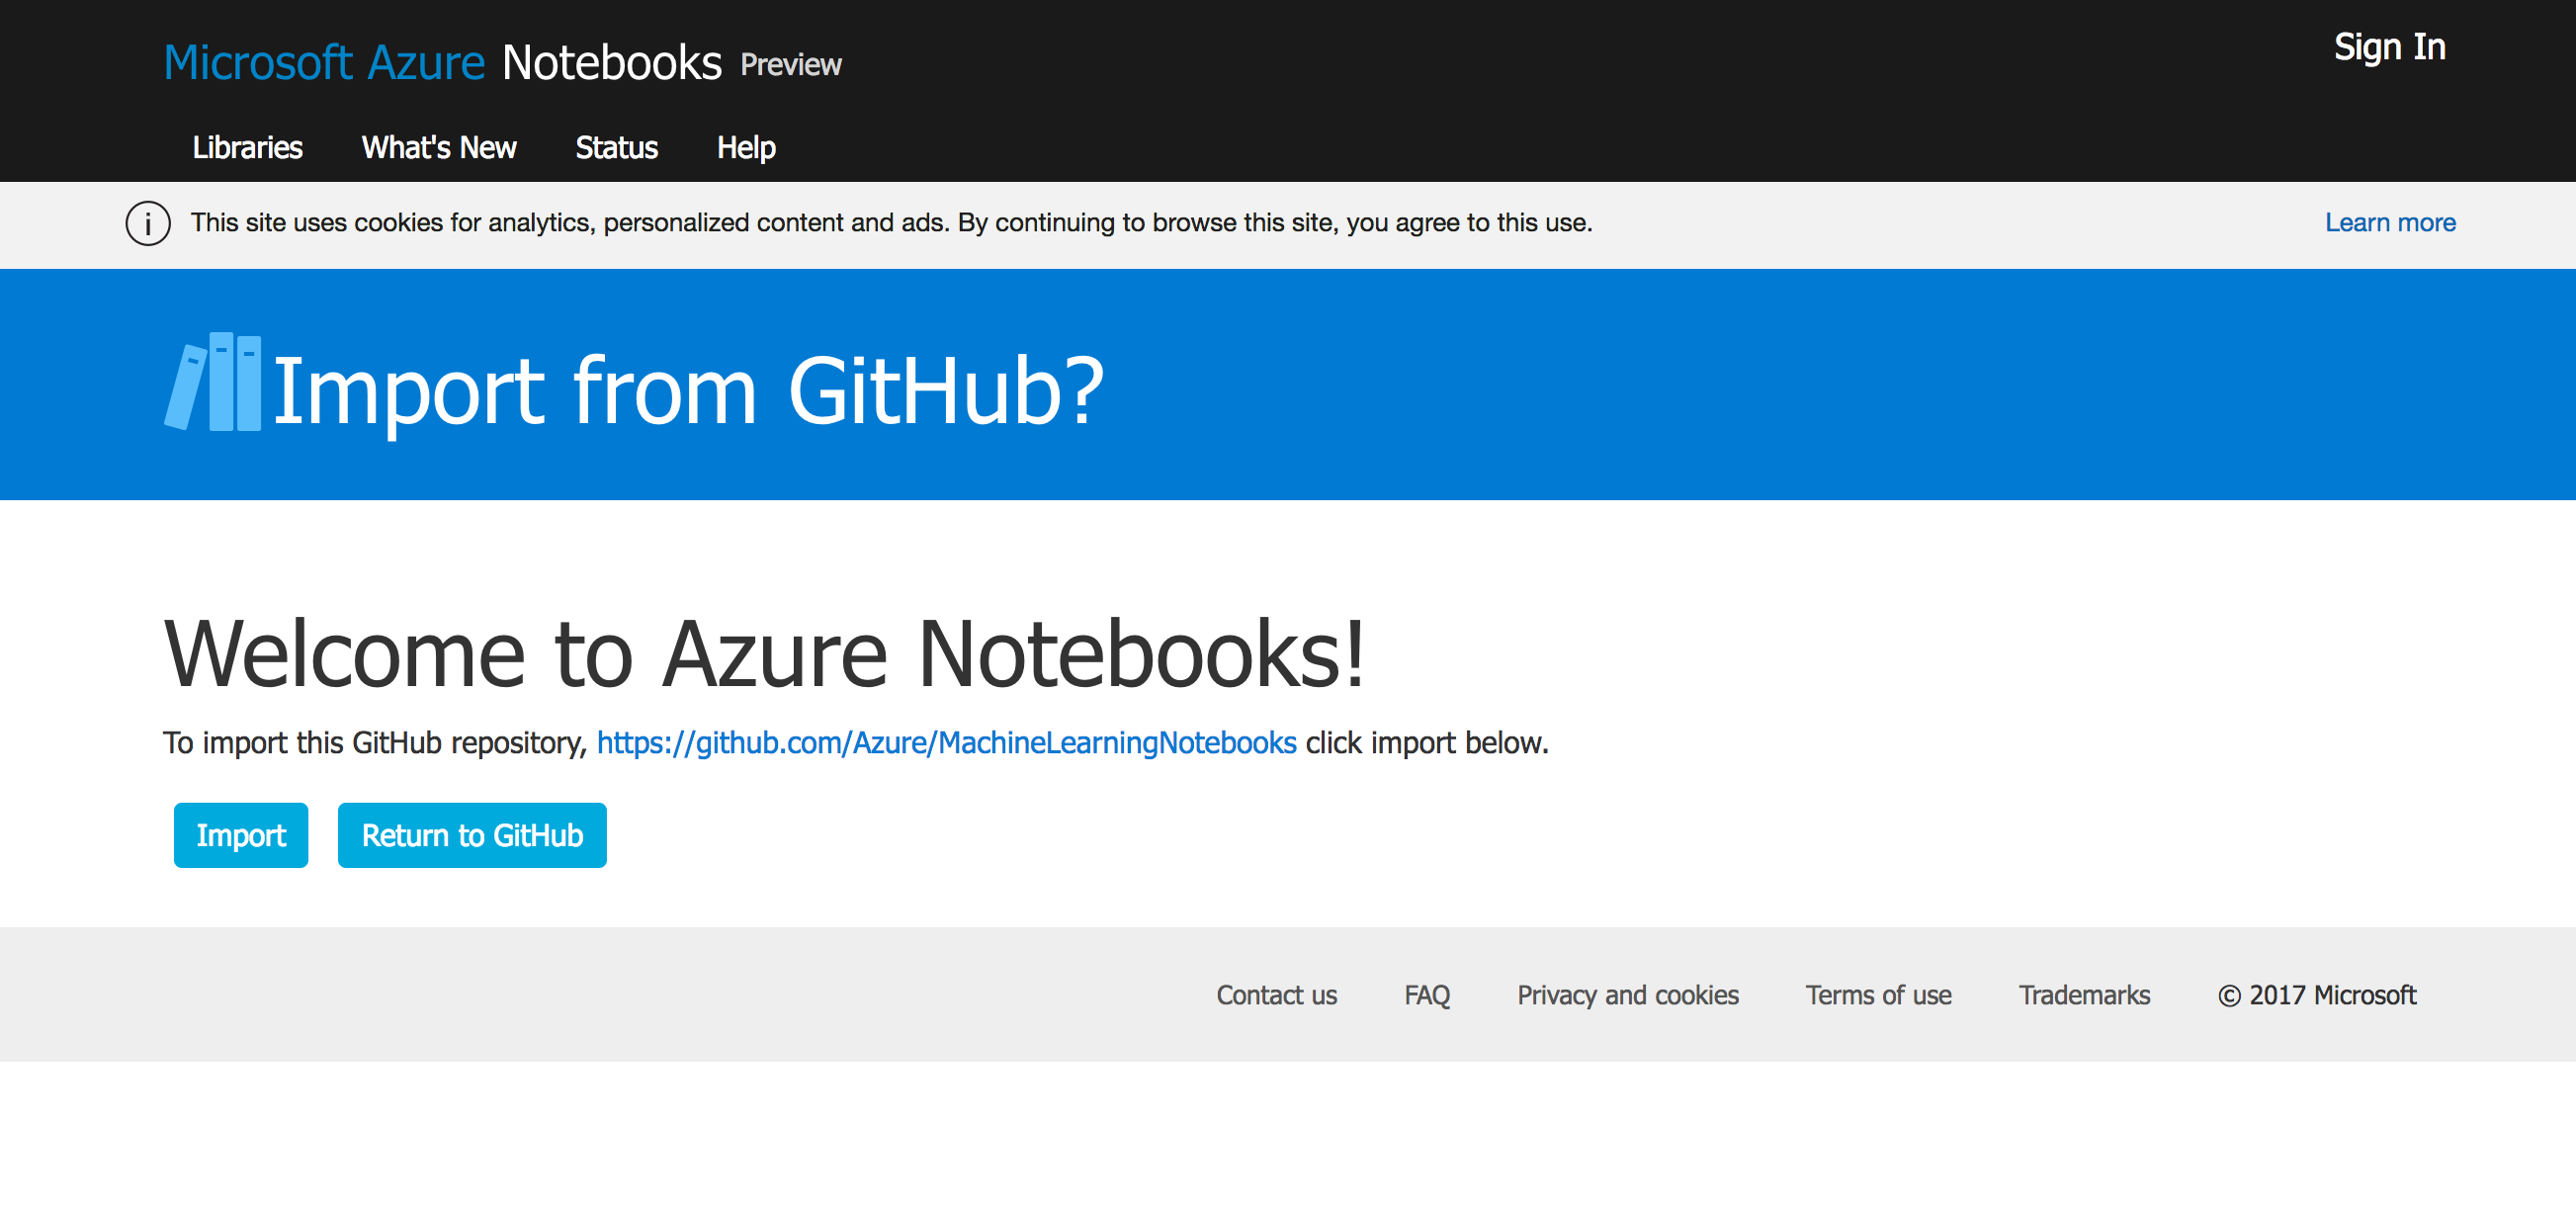 Microsoft Azure Notebooks Preview
Sign In
Libraries What's New Status Help
i This site uses cookies for analytics, personalized content and ads. By continuing to browse this site, you agree to this use. Learn more
Import from GitHub?
Welcome to Azure Notebooks!
To import this GitHub repository, https://github.com/Azure/MachineLearningNotebooks click import below.
Import Return to GitHub
Contact us FAQ Privacy and cookies Terms of use Trademarks © 2017 Microsoft